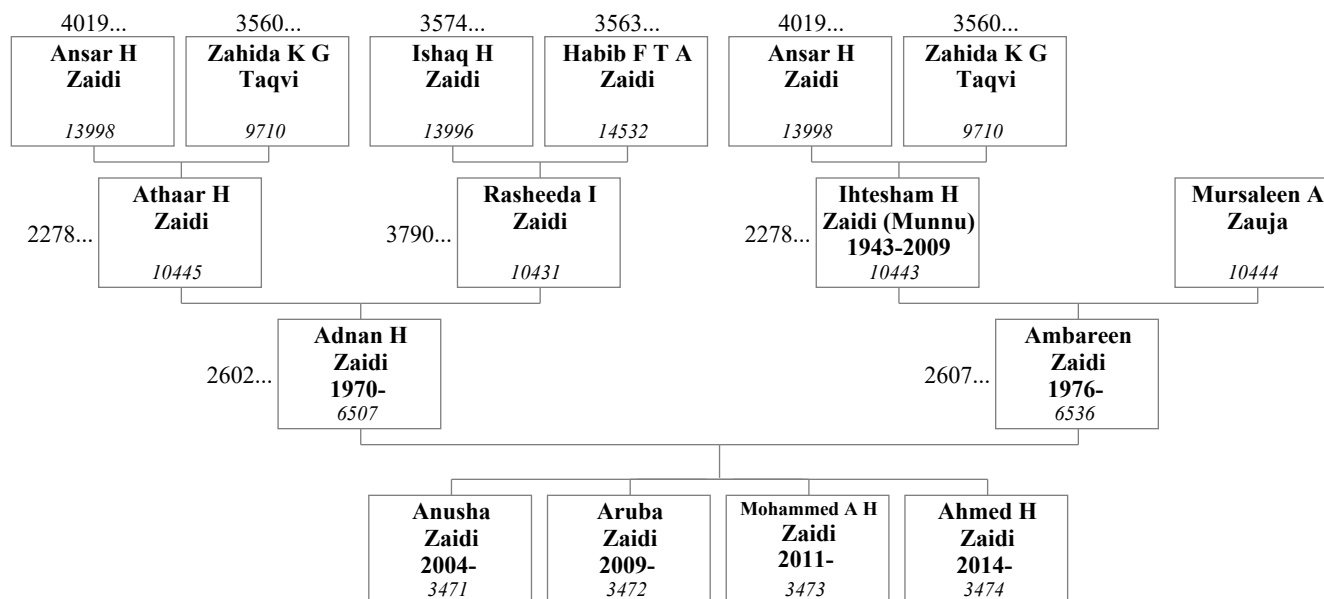 4019...
3560...
3574...
3563...
4019...
3560...
Ansar H
Zaidi
13998
Zahida K G
Taqvi
9710
Ishaq H
Zaidi
13996
Habib F T A
Zaidi
14532
Ansar H
Zaidi
13998
Zahida K G
Taqvi
9710
2278...
Athaar H
Zaidi
10445
3790...
Rasheeda I
Zaidi
10431
2278...
Ihtesham H
Zaidi (Munnu)
1943-2009
10443
Mursaleen A
Zauja
10444
2602...
Adnan H
Zaidi
1970-
6507
2607...
Ambareen
Zaidi
1976-
6536
Anusha
Zaidi
2004-
3471
Aruba
Zaidi
2009-
3472
Mohammed A H
Zaidi
2011-
3473
Ahmed H
Zaidi
2014-
3474